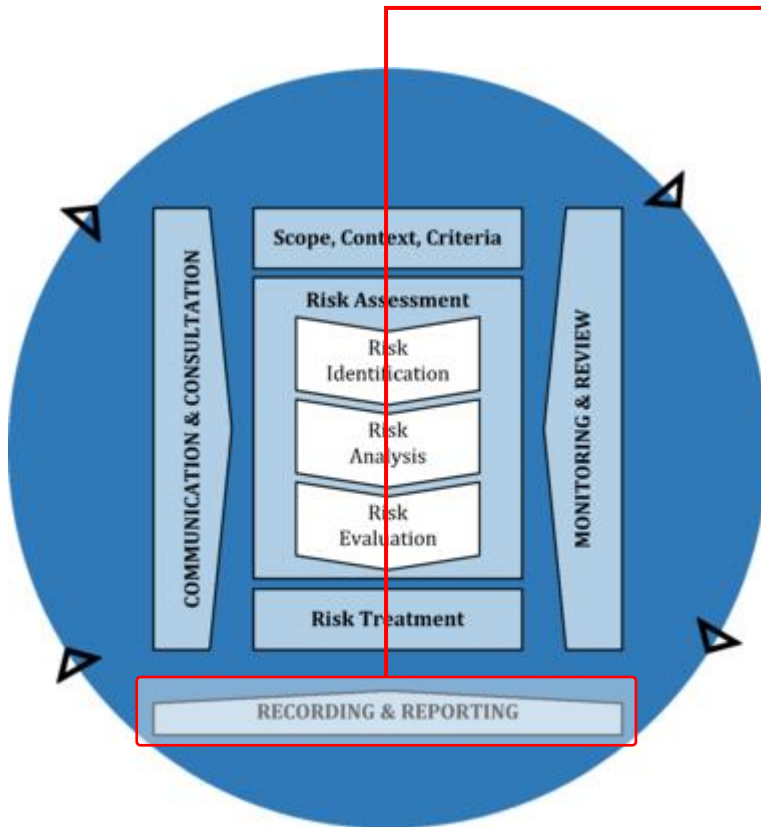 Scope, Context, Criteria
COMMUNICATION & CONSULTATION
Risk Assessment
Risk
Identification
Risk
Analysis
Risk
Evaluation
MONITORING & REVIEW
Risk Treatment
RECORDING & REPORTING